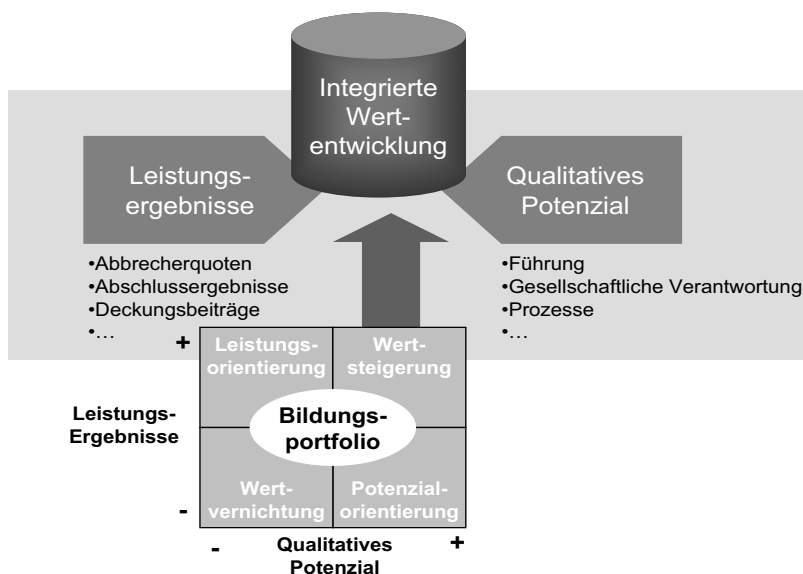 Integrierte
Wert-
entwicklung
Leistungs-
ergebnisse
Qualitatives
Potenzial
•Abbrecherquoten
•Abschlussergebnisse
•Deckungsbeiträge
•…
•Führung
•Gesellschaftliche Verantwortung
•Prozesse
•…
+
Leistungs-
orientierung
Wert-
steigerung
Leistungs-
Ergebnisse
Bildungs-
portfolio
Wert-
vernichtung
Potenzial-
orientierung
-
-
Qualitatives
Potenzial
+